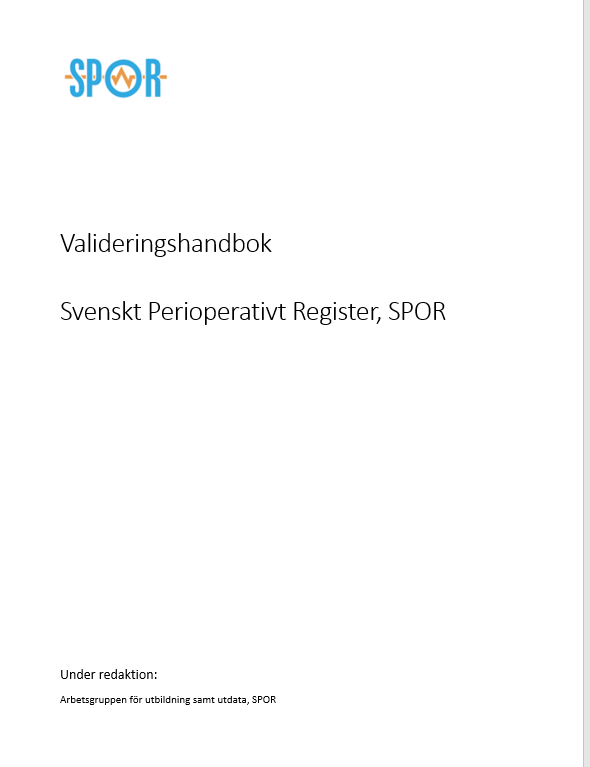 SPOR
Valideringshandbok
Svenskt Perioperativt Register, SPOR
Under redaktion:
Arbetsgruppen för utbildning samt utdata, SPOR